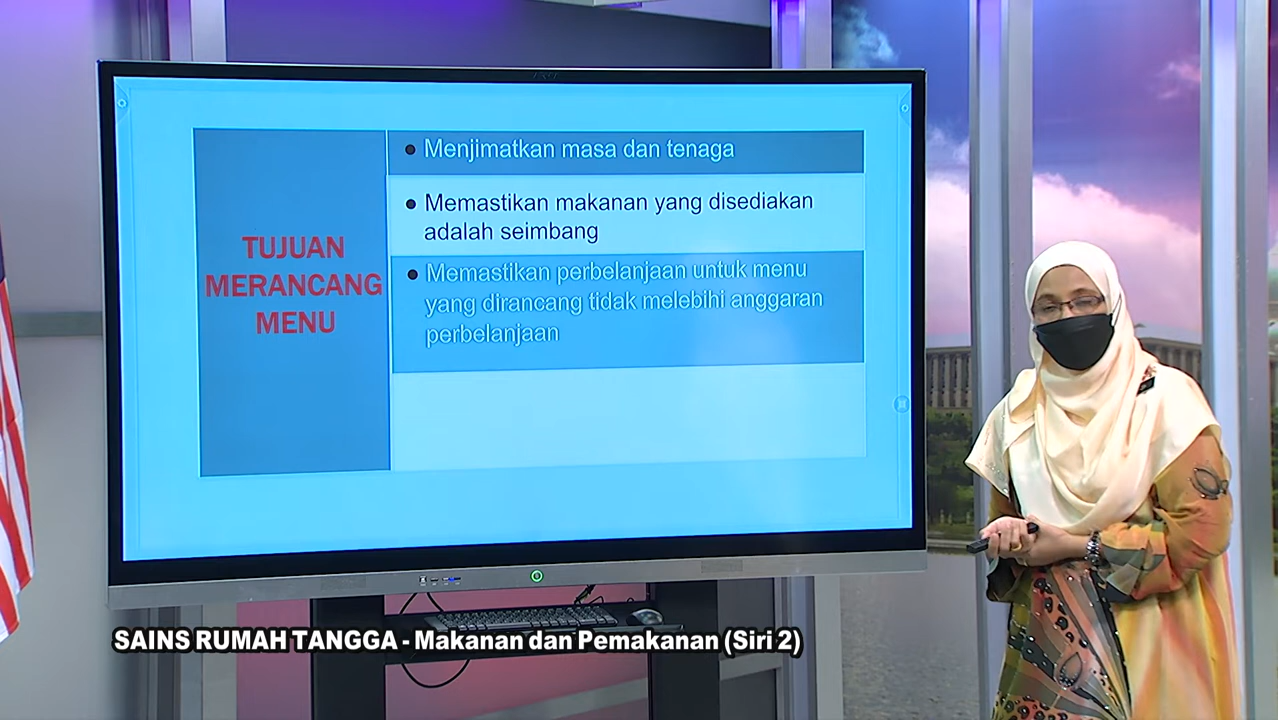 TUJUAN
MERANCANG
MENU
● Menjimatkan masa dan tenaga
● Memastikan makanan yang disediakan
adalah seimbang
● Memastikan perbelanjaan untuk menu
yang dirancang tidak melebihi anggaran
perbelanjaan
SAINS RUMAH TANGGA - Makanan dan Pemakanan (Siri 2)